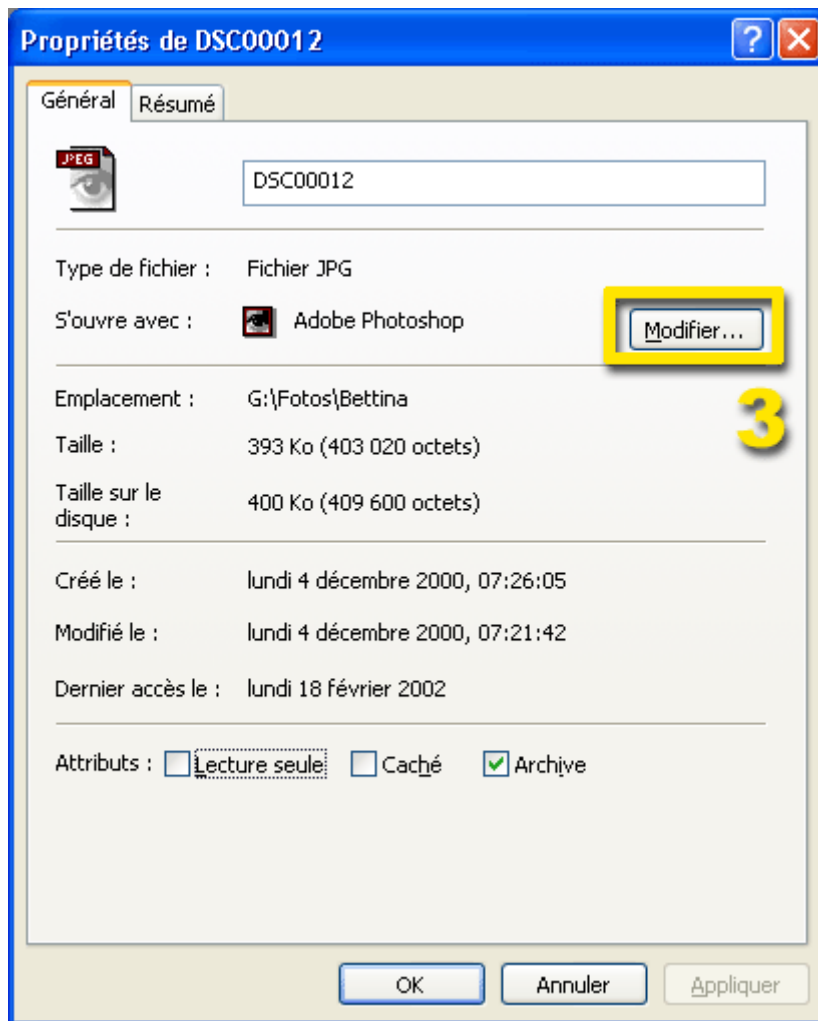 Propriétés de DSC00012
Général Résumé
JPEG
DSC00012
Type de fichier : Fichier JPG
S'ouvre avec : Adobe Photoshop Modifier...
3
Emplacement : G:\Fotos\Bettina
Taille : 393 Ko (403 020 octets)
Taille sur le
disque : 400 Ko (409 600 octets)
Créé le : lundi 4 décembre 2000, 07:26:05
Modifié le : lundi 4 décembre 2000, 07:21:42
Dernier accès le : lundi 18 février 2002
Attributs : Lecture seule Caché Archive
OK Annuler Appliquer